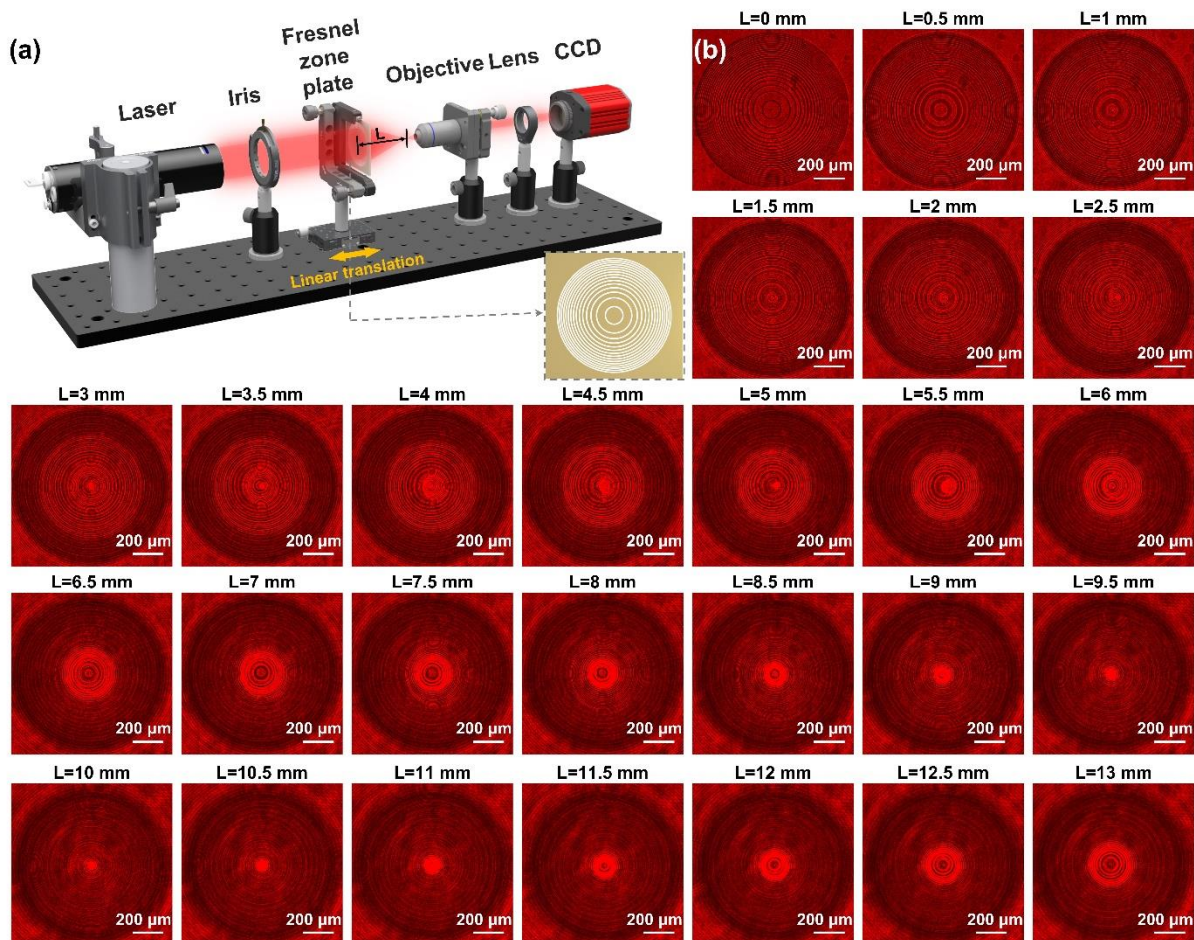 (a)
Laser
Iris
Fresnel
zone
plate
Objective Lens
CCD
L
Linear translation
(b)
L=0 mm
L=0.5 mm
L=1 mm
200 µm
200 µm
200 µm
L=1.5 mm
L=2 mm
L=2.5 mm
200 µm
200 µm
200 µm
L=3 mm
L=3.5 mm
L=4 mm
L=4.5 mm
L=5 mm
L=5.5 mm
L=6 mm
200 µm
200 µm
200 µm
200 µm
200 µm
200 µm
200 µm
L=6.5 mm
L=7 mm
L=7.5 mm
L=8 mm
L=8.5 mm
L=9 mm
L=9.5 mm
200 µm
200 µm
200 µm
200 µm
200 µm
200 µm
200 µm
L=10 mm
L=10.5 mm
L=11 mm
L=11.5 mm
L=12 mm
L=12.5 mm
L=13 mm
200 µm
200 µm
200 µm
200 µm
200 µm
200 µm
200 µm